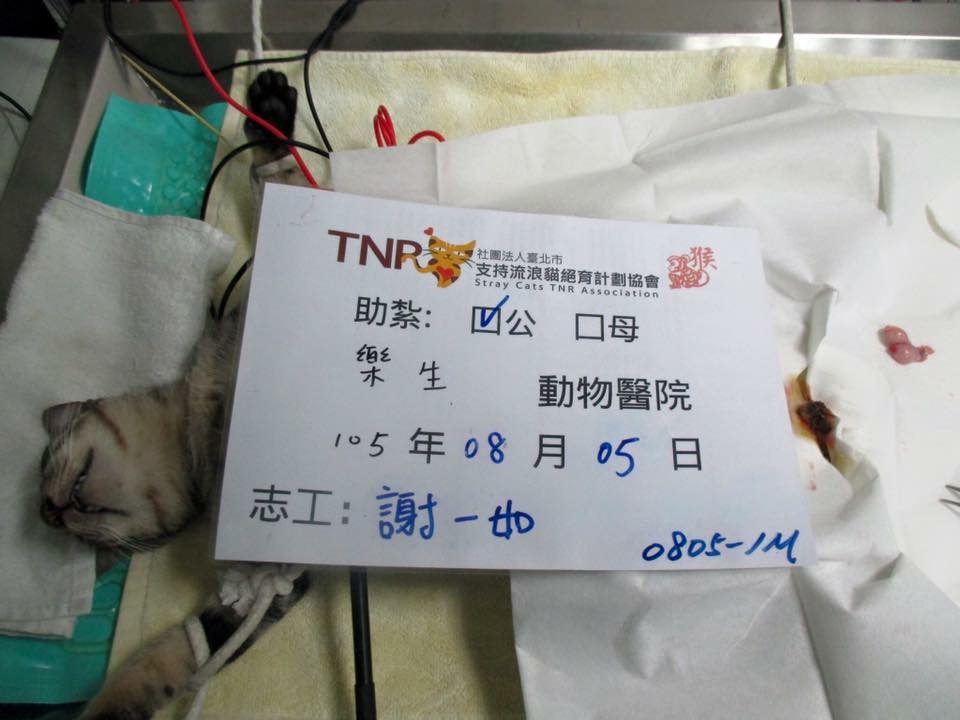 TNR 社團法人臺北市
支持流浪貓絕育計劃協會
Stray Cats TNR Association
猴
助紮: ☑公 □母
樂生 動物醫院
105 年 08 月 05 日
志工: 謝一如
0805-1M